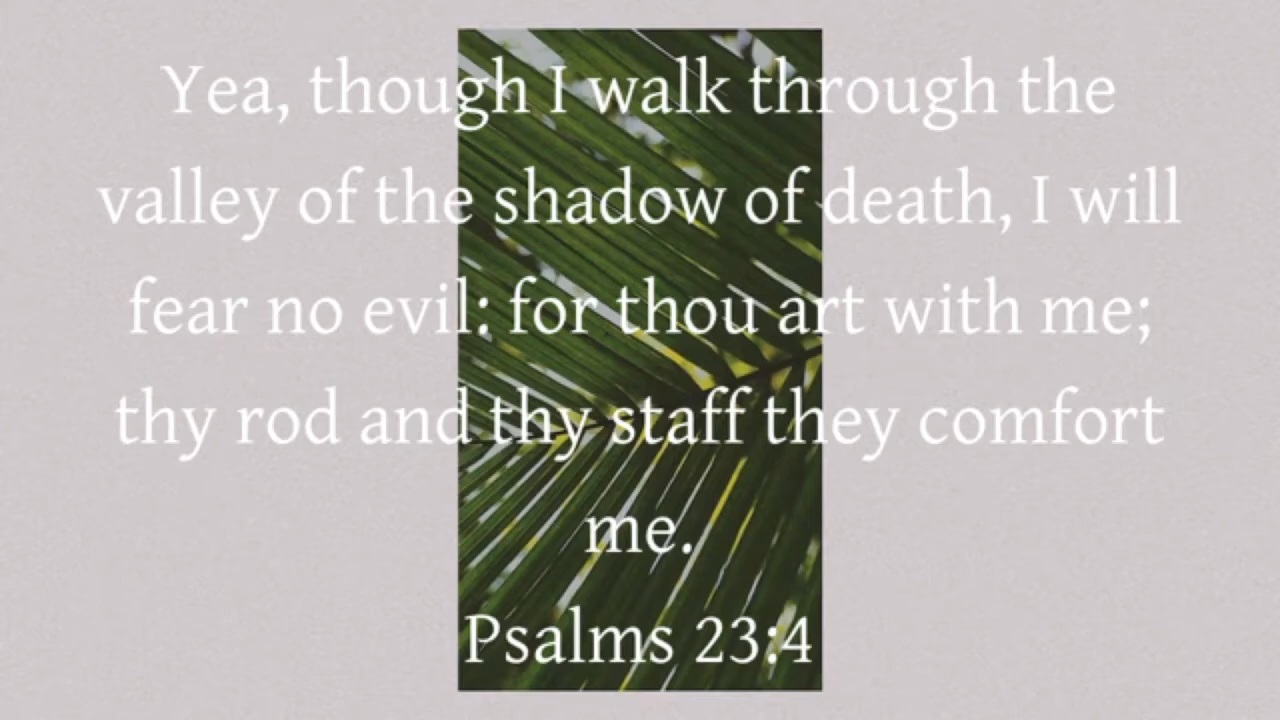 Yea, though I walk through the
valley of the shadow of death, I will
fear no evil: for thou art with me;
thy rod and thy staff they comfort
me.
Psalms 23:4